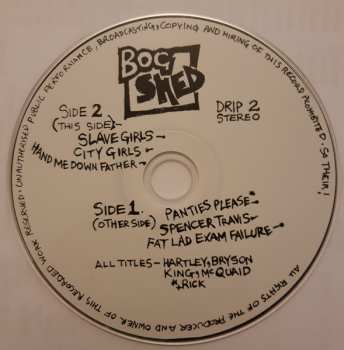 BOG
SHED
SIDE 2
(THIS SIDE)
SLAVE GIRLS
CITY GIRLS
HAND ME DOWN FATHER
DRIP 2
STEREO
SIDE 1.
(OTHER SIDE)
PANTIES PLEASE
SPENCER TRAVIS
FAT LAD EXAM FAILURE
ALL TITLES - HARTLEY, BRYSON
KING, MCQUAID
+ RICK
ALL RIGHTS OF THE PRODUCER AND OWNER OF THIS RECORDED WORK RESERVED · UNAUTHORISED PUBLIC PERFORMANCE, BROADCASTING, COPYING AND HIRING OF THIS RECORD PROHIBITED · SO THEIR!